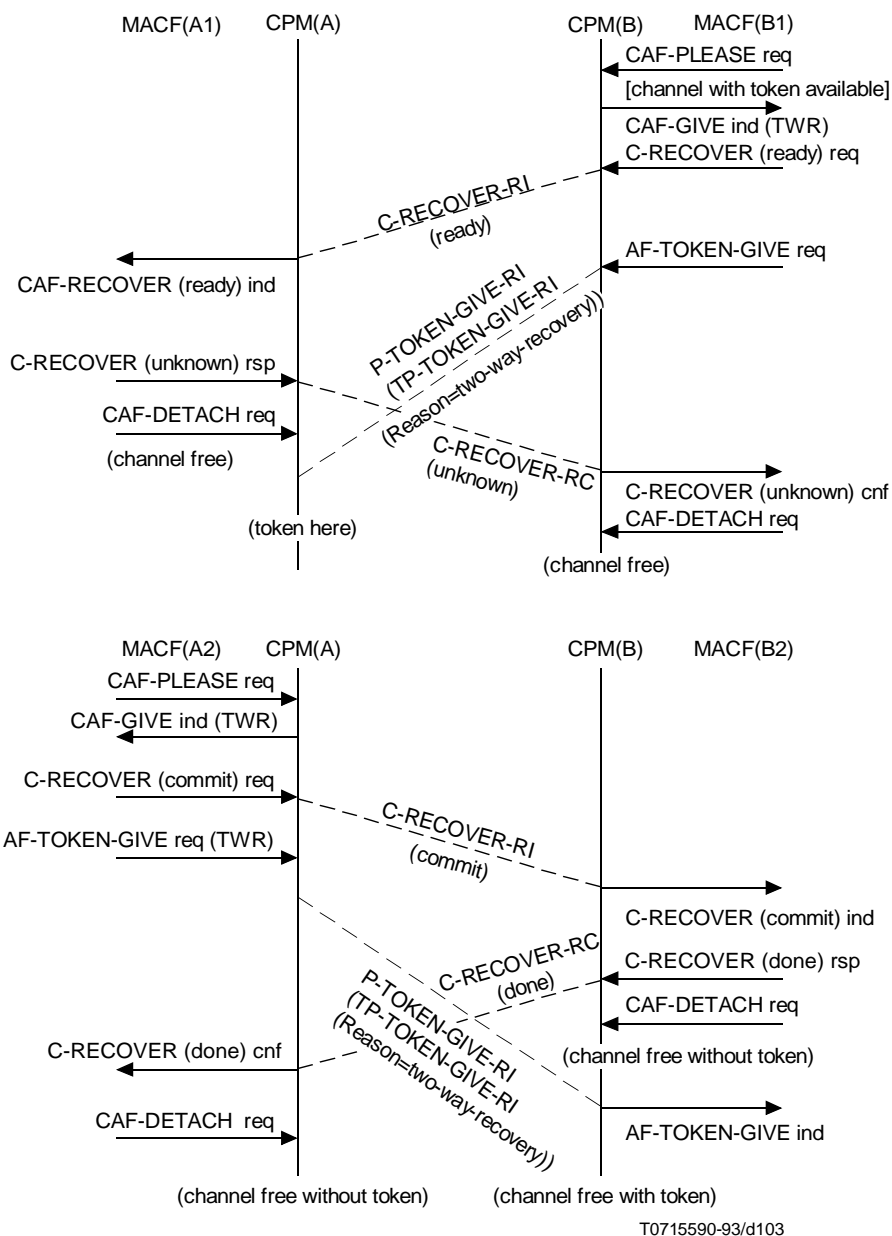 MACF(A1) CPM(A) CPM(B) MACF(B1)
CAF-PLEASE req
[channel with token available]
CAF-GIVE ind (TWR)
C-RECOVER (ready) req
C-RECOVER-RI
(ready)
AF-TOKEN-GIVE req
CAF-RECOVER (ready) ind
P-TOKEN-GIVE-RI
(TP-TOKEN-GIVE-RI
(Reason=two-way-recovery))
C-RECOVER (unknown) rsp
CAF-DETACH req
(channel free)
C-RECOVER-RC
(unknown)
C-RECOVER (unknown) cnf
CAF-DETACH req
(token here)
(channel free)
MACF(A2) CPM(A) CPM(B) MACF(B2)
CAF-PLEASE req
CAF-GIVE ind (TWR)
C-RECOVER (commit) req
C-RECOVER-RI
(commit)
AF-TOKEN-GIVE req (TWR)
C-RECOVER (commit) ind
C-RECOVER-RC
(done)
C-RECOVER (done) rsp
CAF-DETACH req
P-TOKEN-GIVE-RI
(TP-TOKEN-GIVE-RI
(Reason=two-way-recovery))
C-RECOVER (done) cnf
(channel free without token)
CAF-DETACH req
AF-TOKEN-GIVE ind
(channel free without token) (channel free with token)
T0715590-93/d103